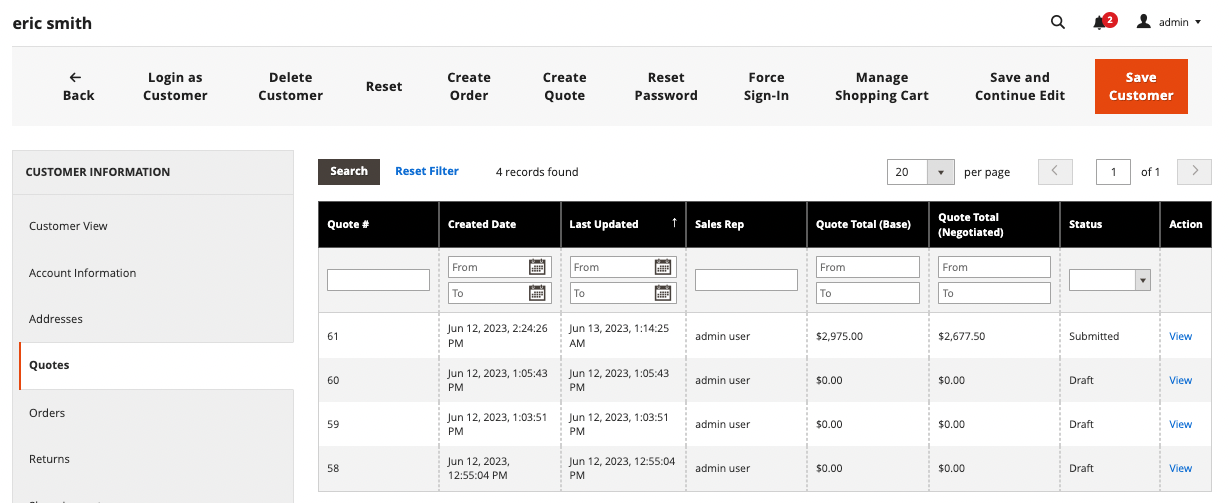 eric smith
2
admin
Back
Login as
Customer
Delete
Customer
Reset
Create
Order
Create
Quote
Reset
Password
Force
Sign-In
Manage
Shopping Cart
Save and
Continue Edit
Save
Customer
CUSTOMER INFORMATION
Customer View
Account Information
Addresses
Quotes
Orders
Returns
Search
Reset Filter
4 records found
20
per page
1
of 1
Quote #
Created Date
Last Updated ↑
Sales Rep
Quote Total (Base)
Quote Total
(Negotiated)
Status
Action
From
To
From
To
From
To
From
To
61
Jun 12, 2023, 2:24:26
PM
Jun 13, 2023, 1:14:25
AM
admin user
$2,975.00
$2,677.50
Submitted
View
60
Jun 12, 2023, 1:05:43
PM
Jun 12, 2023, 1:05:43
PM
admin user
$0.00
$0.00
Draft
View
59
Jun 12, 2023, 1:03:51
PM
Jun 12, 2023, 1:03:51
PM
admin user
$0.00
$0.00
Draft
View
58
Jun 12, 2023,
12:55:04 PM
Jun 12, 2023, 12:55:04
PM
admin user
$0.00
$0.00
Draft
View